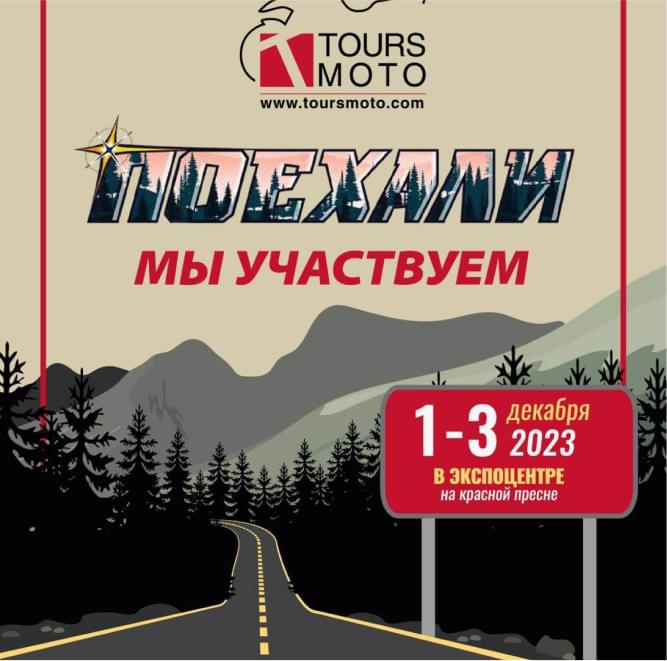 TOURS
MOTO
www.toursmoto.com
ПОЕХАЛИ
МЫ УЧАСТВУЕМ
1-3 декабря
2023
В ЭКСПОЦЕНТРЕ
на красной пресне